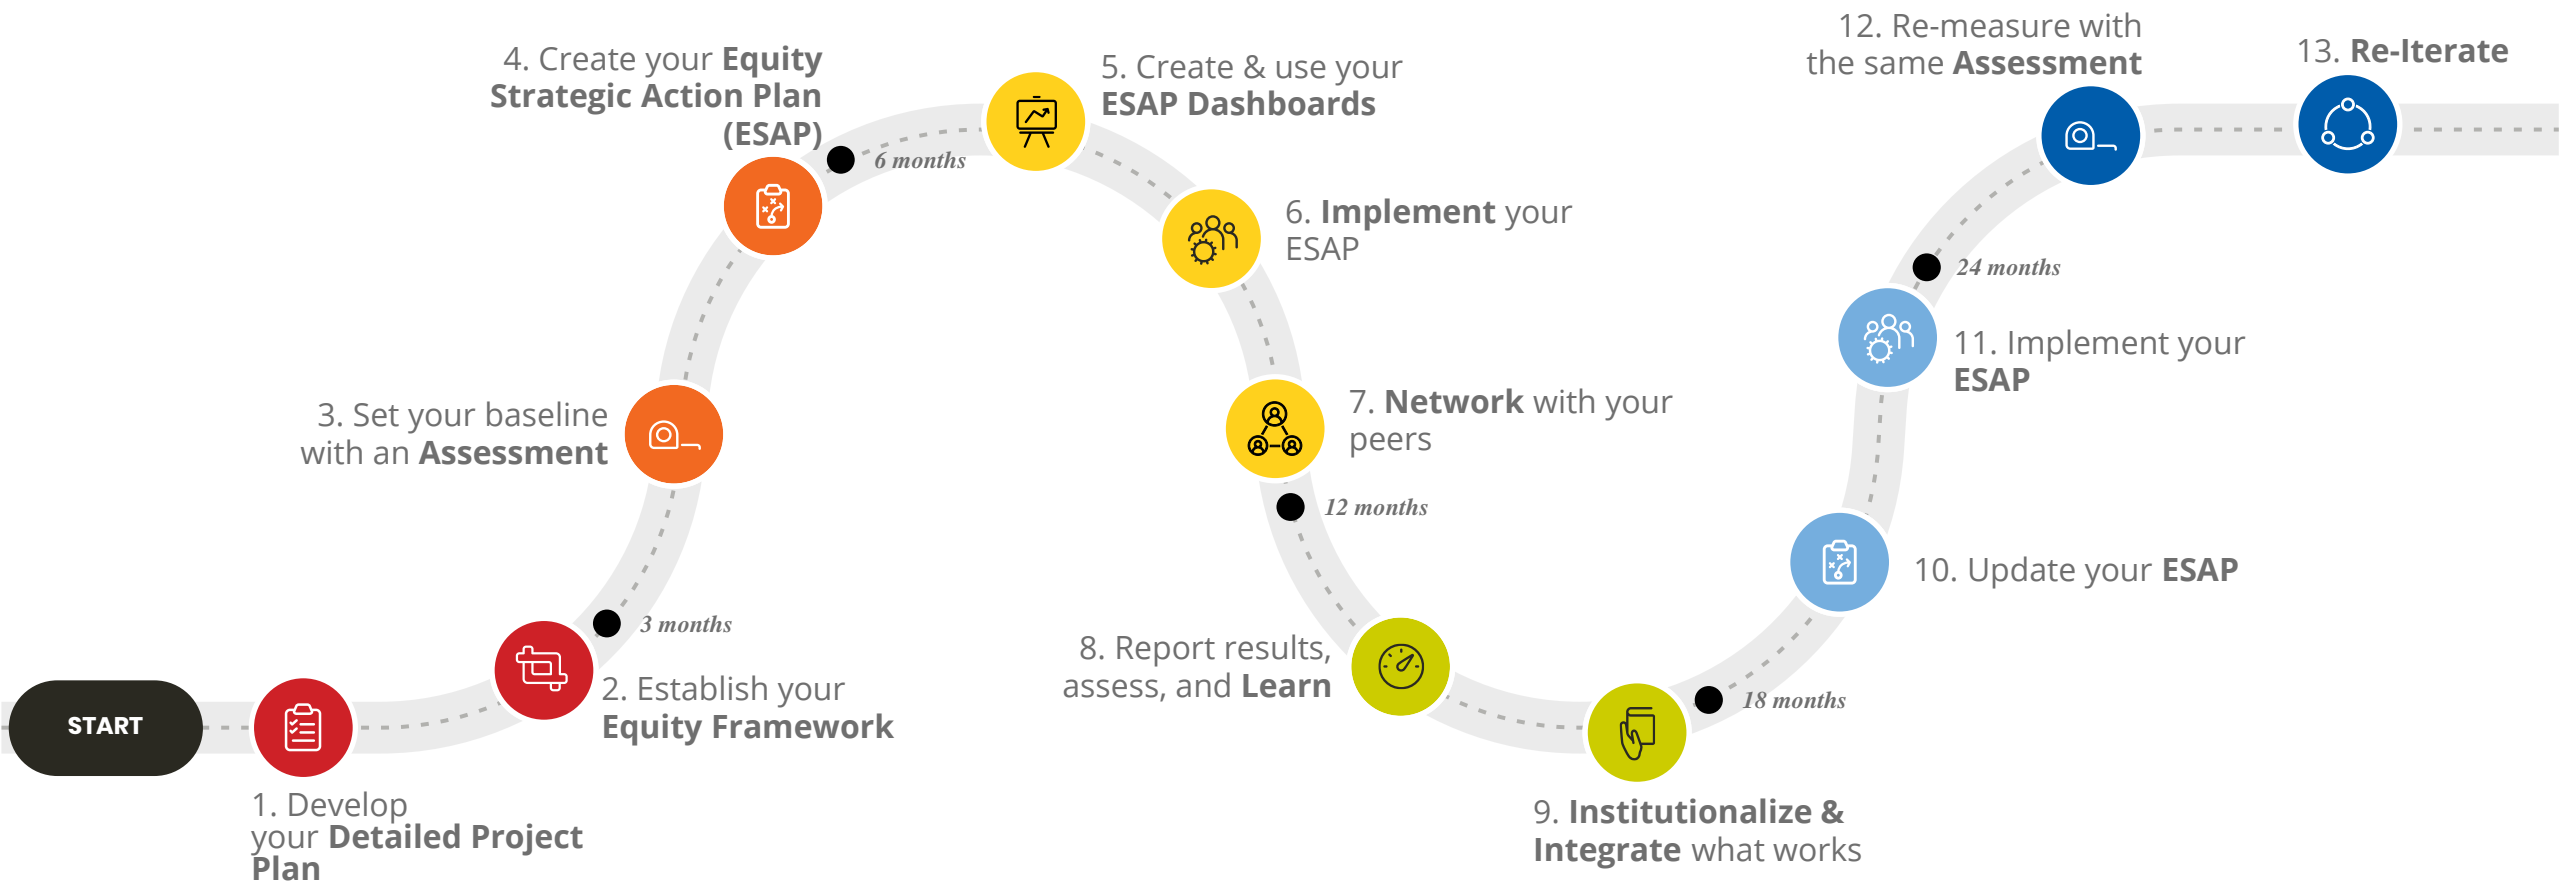 START
1. Develop
your Detailed Project
Plan
2. Establish your
Equity Framework
3 months
3. Set your baseline
with an Assessment
4. Create your Equity
Strategic Action Plan
(ESAP)
6 months
5. Create & use your
ESAP Dashboards
6. Implement your
ESAP
7. Network with your
peers
12 months
8. Report results,
assess, and Learn
9. Institutionalize &
Integrate what works
18 months
10. Update your ESAP
11. Implement your
ESAP
24 months
12. Re-measure with
the same Assessment
13. Re-Iterate